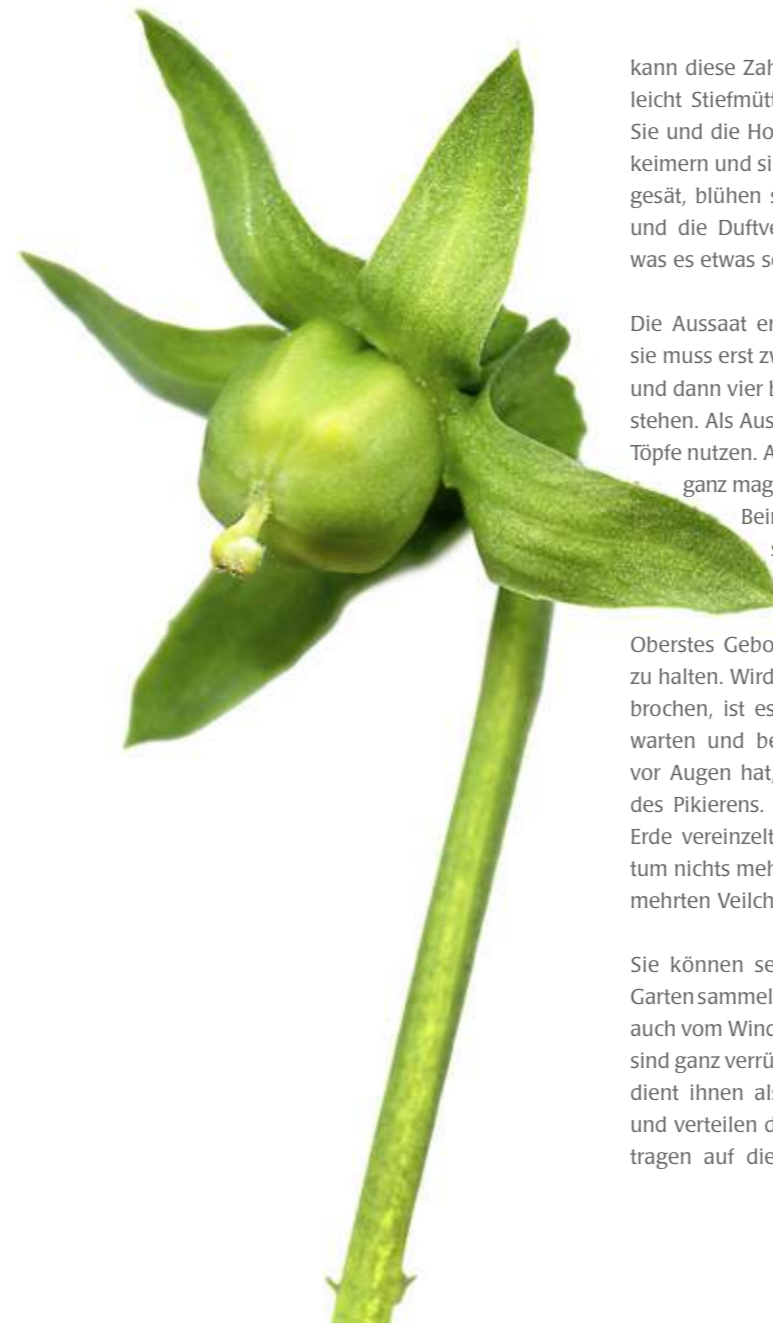 kann diese Zah
leicht Stiefmütt
Sie und die Ho
keimern und si
gesät, blühen s
und die Duftve
was es etwas s
Die Aussaat er
sie muss erst zw
und dann vier b
stehen. Als Aus
Töpfe nutzen. A
ganz mag
Bein
s
Oberstes Gebo
zu halten. Wird
brochen, ist es
warten und be
vor Augen hat,
des Pikierens.
Erde vereinzelt
tum nichts meh
mehrten Veilch
Sie können se
Garten sammel
auch vom Wind
sind ganz verrü
dient ihnen als
und verteilen d
tragen auf die